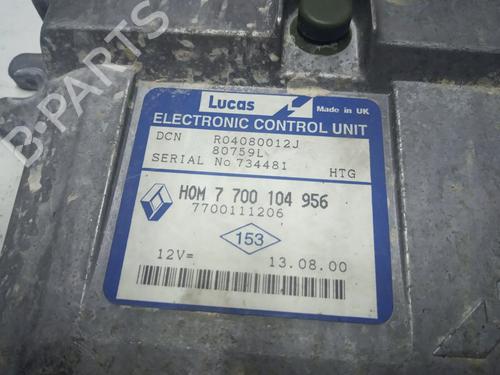 Lucas Made in UK
ELECTRONIC CONTROL UNIT
DCN R04080012J
80759L
SERIAL No 734481 HTG
HOM 7 700 104 956
7700111206
153
12V= 13.08.00
B-PARTS